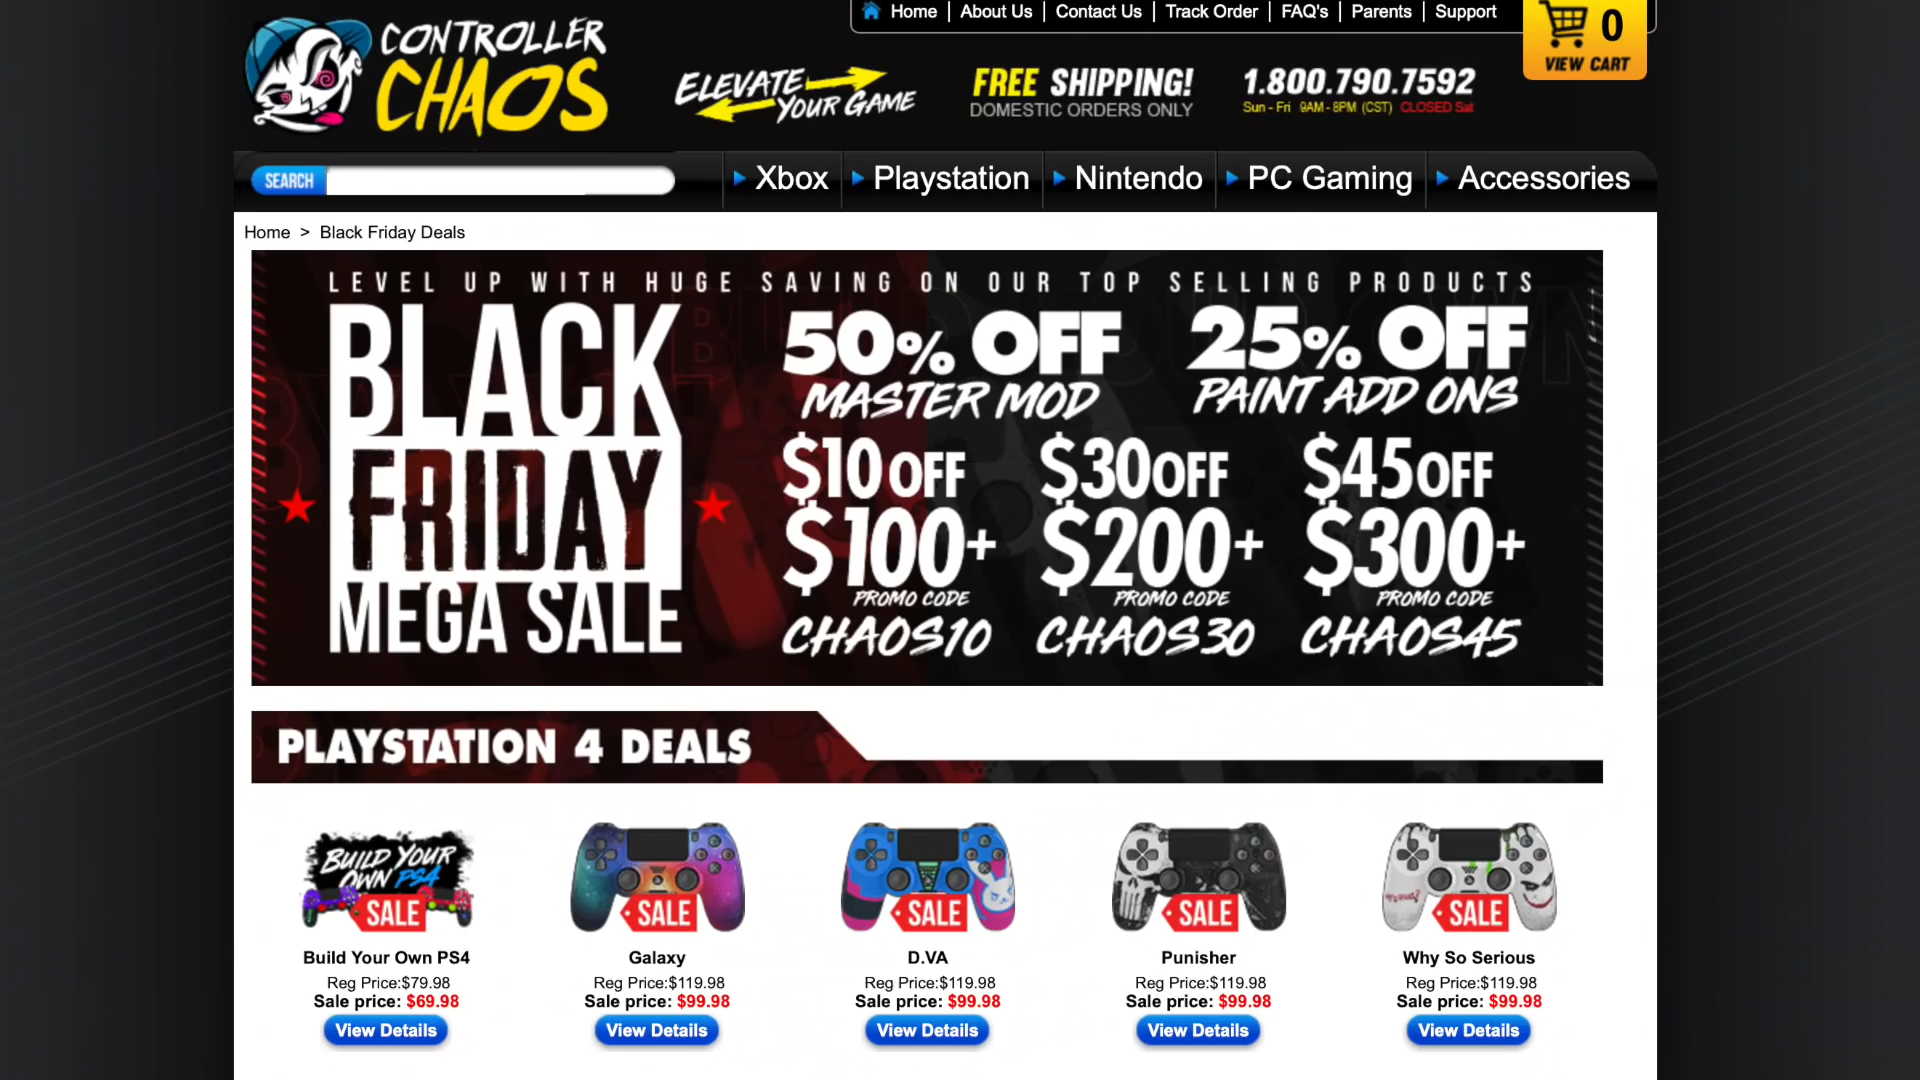 Home | About Us | Contact Us | Track Order | FAQ's | Parents | Support
0
VIEW CART
CONTROLLER
CHAOS
ELEVATE
YOUR GAME
FREE SHIPPING!
DOMESTIC ORDERS ONLY
1.800.790.7592
Sun - Fri 9AM - 8PM (CST) CLOSED Sat
SEARCH
Xbox
Playstation
Nintendo
PC Gaming
Accessories
Home > Black Friday Deals
LEVEL UP WITH HUGE SAVING ON OUR TOP SELLING PRODUCTS
BLACK
FRIDAY
MEGA SALE
50% OFF
MASTER MOD
25% OFF
PAINT ADD ONS
$10 OFF
$100+
PROMO CODE
CHAOS10
$30 OFF
$200+
PROMO CODE
CHAOS30
$45 OFF
$300+
PROMO CODE
CHAOS45
PLAYSTATION 4 DEALS
BUILD YOUR
OWN PS4
SALE
Build Your Own PS4
Reg Price:$79.98
Sale price: $69.98
View Details
SALE
Galaxy
Reg Price:$119.98
Sale price: $99.98
View Details
SALE
D.VA
Reg Price:$119.98
Sale price: $99.98
View Details
SALE
Punisher
Reg Price:$119.98
Sale price: $99.98
View Details
SALE
Why So Serious
Reg Price:$119.98
Sale price: $99.98
View Details